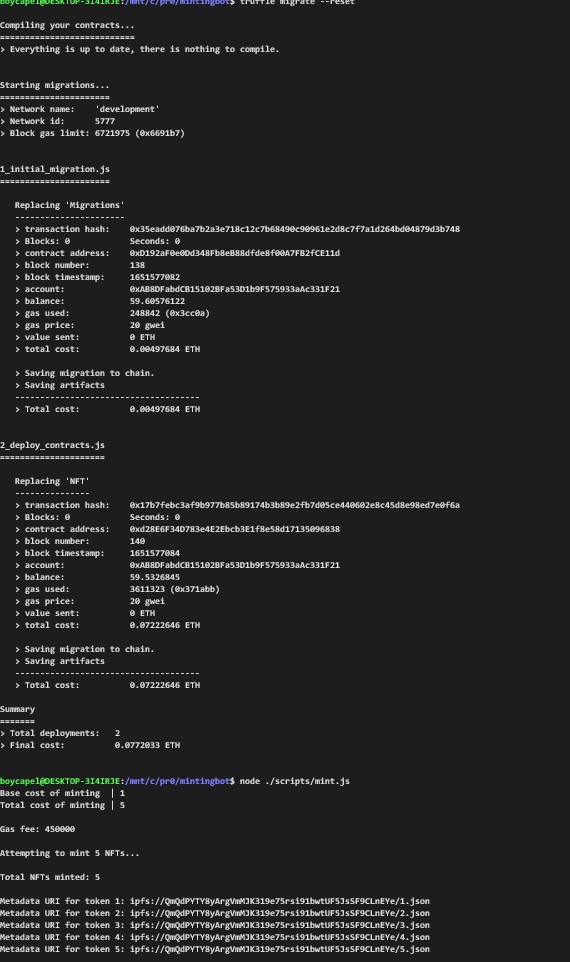 boycapel@DESKTOP-3I4IRJE:/mnt/c/pr0/mintingbot$ truffle migrate --reset
Compiling your contracts...
===========================
> Everything is up to date, there is nothing to compile.
Starting migrations...
======================
> Network name:    'development'
> Network id:      5777
> Block gas limit: 6721975 (0x6691b7)
1_initial_migration.js
======================
Replacing 'Migrations'
----------------------
> transaction hash:    0x35eadd076ba7b2a3e718c12c7b68490c90961e2d8c7f7a1d264bd04879d3b748
> Blocks: 0            Seconds: 0
> contract address:    0xD192aF0e0Dd348Fb8eB88dfde8f00A7FB2fCE11d
> block number:        138
> block timestamp:     1651577082
> account:             0xAB8DFabdCB15102BFa53D1b9F575933aAc331F21
> balance:             59.60576122
> gas used:            248842 (0x3cc0a)
> gas price:           20 gwei
> value sent:          0 ETH
> total cost:          0.00497684 ETH
> Saving migration to chain.
> Saving artifacts
-------------------------------------
> Total cost:          0.00497684 ETH
2_deploy_contracts.js
=====================
Replacing 'NFT'
---------------
> transaction hash:    0x17b7febc3af9b977b85b89174b3b89e2fb7d05ce440602e8c45d8e98ed7e0f6a
> Blocks: 0            Seconds: 0
> contract address:    0xd28E6F34D783e4E2Ebcb3E1f8e58d17135096838
> block number:        140
> block timestamp:     1651577084
> account:             0xAB8DFabdCB15102BFa53D1b9F575933aAc331F21
> balance:             59.5326845
> gas used:            3611323 (0x371abb)
> gas price:           20 gwei
> value sent:          0 ETH
> total cost:          0.07222646 ETH
> Saving migration to chain.
> Saving artifacts
-------------------------------------
> Total cost:          0.07222646 ETH
Summary
=======
> Total deployments:   2
> Final cost:          0.0772033 ETH
boycapel@DESKTOP-3I4IRJE:/mnt/c/pr0/mintingbot$ node ./scripts/mint.js
Base cost of minting  | 1
Total cost of minting | 5
Gas fee: 450000
Attempting to mint 5 NFTs...
Total NFTs minted: 5
Metadata URI for token 1: ipfs://QmQdPYTY8yArgVmMJK319e75rsi91bwtUF5JsSF9CLnEYe/1.json
Metadata URI for token 2: ipfs://QmQdPYTY8yArgVmMJK319e75rsi91bwtUF5JsSF9CLnEYe/2.json
Metadata URI for token 3: ipfs://QmQdPYTY8yArgVmMJK319e75rsi91bwtUF5JsSF9CLnEYe/3.json
Metadata URI for token 4: ipfs://QmQdPYTY8yArgVmMJK319e75rsi91bwtUF5JsSF9CLnEYe/4.json
Metadata URI for token 5: ipfs://QmQdPYTY8yArgVmMJK319e75rsi91bwtUF5JsSF9CLnEYe/5.json